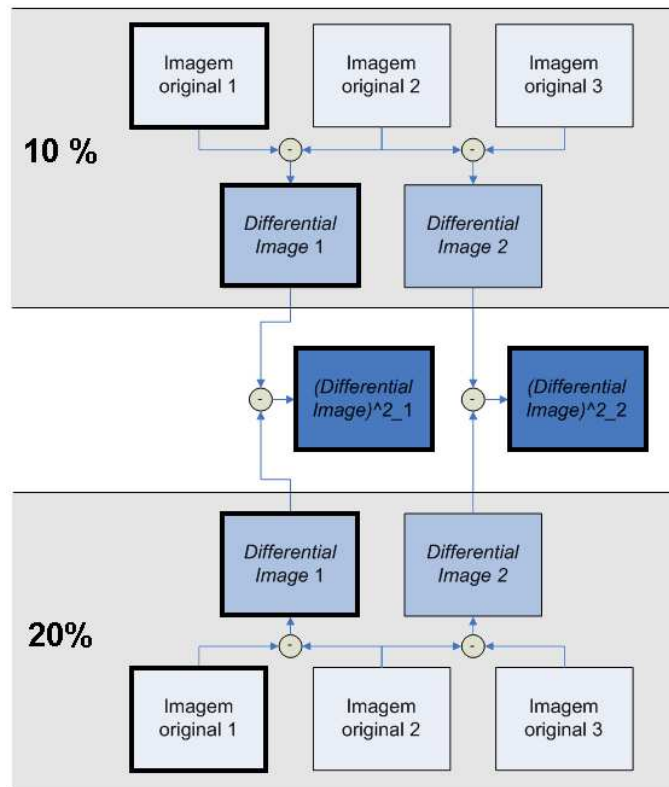 Imagem
original 1
Imagem
original 2
Imagem
original 3
10 %
-
-
Differential
Image 1
Differential
Image 2
-
(Differential
Image)^2_1
-
(Differential
Image)^2_2
Differential
Image 1
Differential
Image 2
20%
-
-
Imagem
original 1
Imagem
original 2
Imagem
original 3